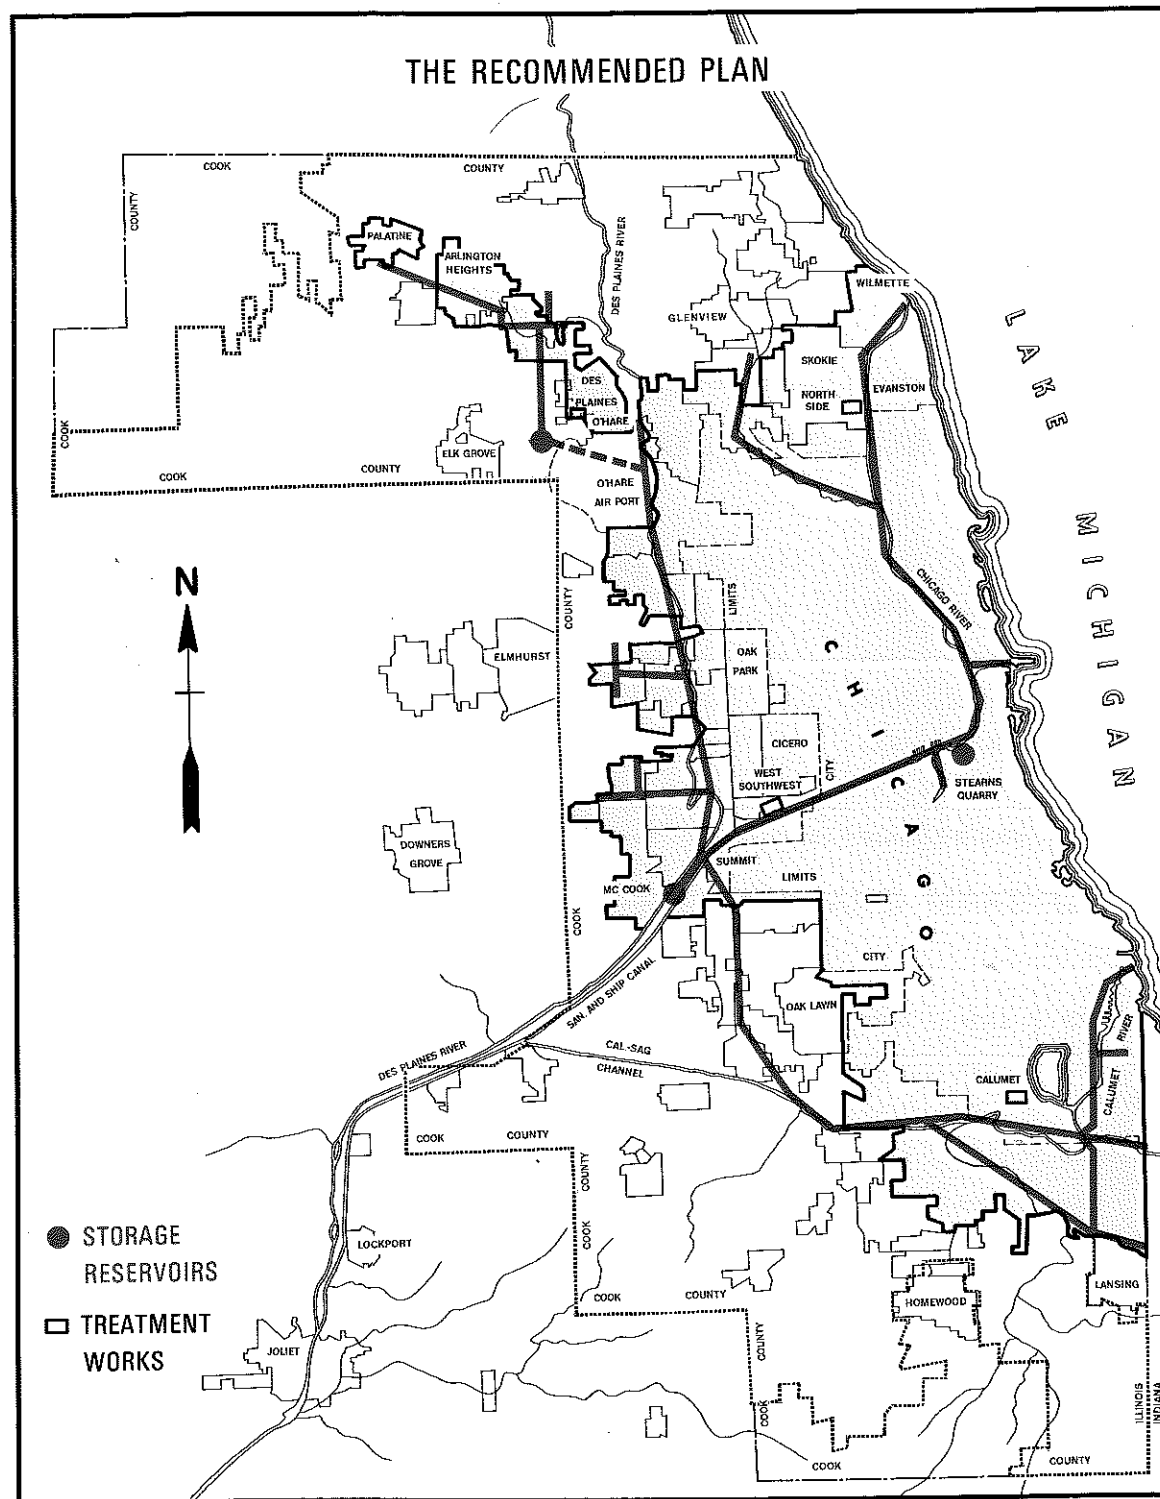 THE RECOMMENDED PLAN
COOK
COUNTY
COUNTY
PALATINE
ARLINGTON
HEIGHTS
DES PLAINES RIVER
WILMETTE
GLENVIEW
LAKE MICHIGAN
SKOKIE
NORTH
SIDE
EVANSTON
DES
PLAINES
O'HARE
COOK
ELK GROVE
COOK
COUNTY
O'HARE
AIR PORT
N
COUNTY
LIMITS
CHICAGO RIVER
ELMHURST
OAK
PARK
CHICAGO
CICERO
WEST
SOUTHWEST
CITY
STEARNS
QUARRY
DOWNERS
GROVE
SUMMIT
MC COOK
LIMITS
COOK
CITY
SAN. AND SHIP CANAL
OAK LAWN
DES PLAINES RIVER
CAL-SAG
CHANNEL
CALUMET
CALUMET RIVER
COOK
COUNTY
COUNTY
COOK
STORAGE
RESERVOIRS
LOCKPORT
COOK
COUNTY
HOMEWOOD
LANSING
TREATMENT
WORKS
JOLIET
COUNTY
COOK
ILLINOIS
INDIANA
COOK
COUNTY